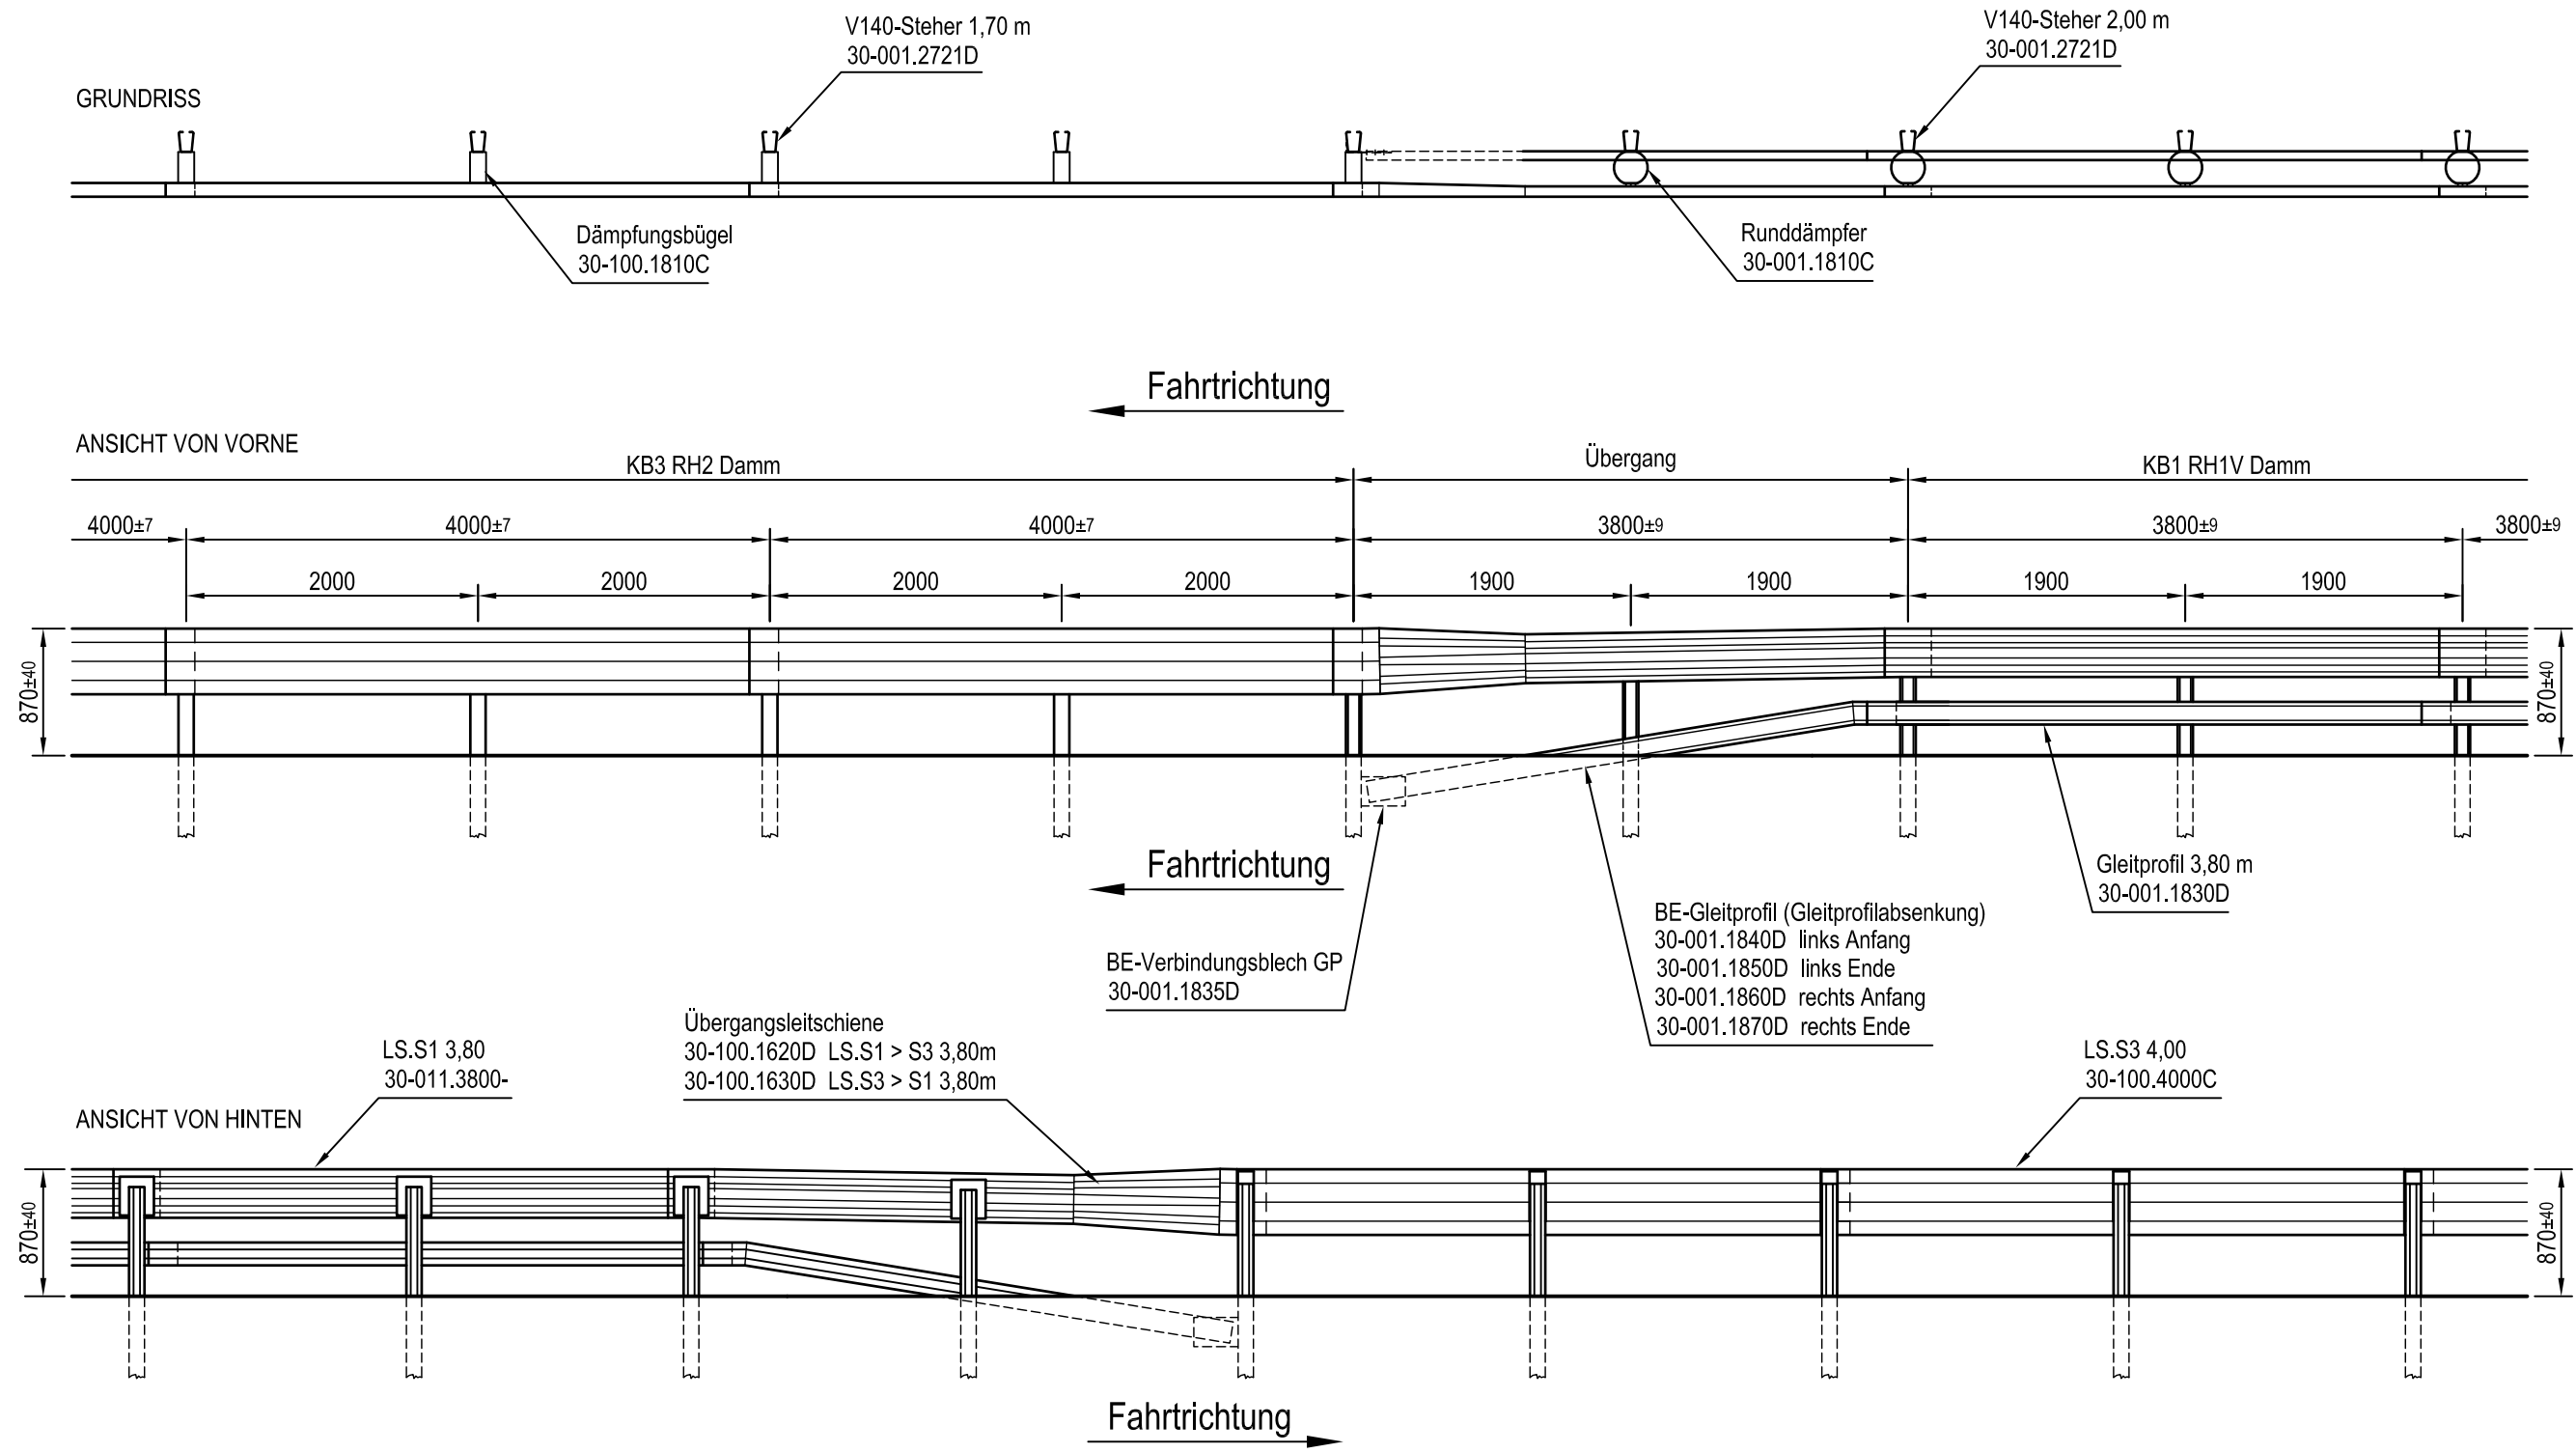 V140-Steher 1,70 m
30-001.2721D
V140-Steher 2,00 m
30-001.2721D
GRUNDRISS
Dämpfungsbügel
30-100.1810C
Runddämpfer
30-001.1810C
Fahrtrichtung
ANSICHT VON VORNE
KB3 RH2 Damm
Übergang
KB1 RH1V Damm
4000±7
4000±7
4000±7
3800±9
3800±9
3800±9
2000
2000
2000
2000
1900
1900
1900
1900
870±40
870±40
Fahrtrichtung
Gleitprofil 3,80 m
30-001.1830D
BE-Gleitprofil (Gleitprofilabsenkung)
30-001.1840D links Anfang
30-001.1850D links Ende
30-001.1860D rechts Anfang
30-001.1870D rechts Ende
BE-Verbindungsblech GP
30-001.1835D
Übergangsleitschiene
30-100.1620D LS.S1 > S3 3,80m
30-100.1630D LS.S3 > S1 3,80m
LS.S1 3,80
30-011.3800-
LS.S3 4,00
30-100.4000C
ANSICHT VON HINTEN
870±40
870±40
Fahrtrichtung